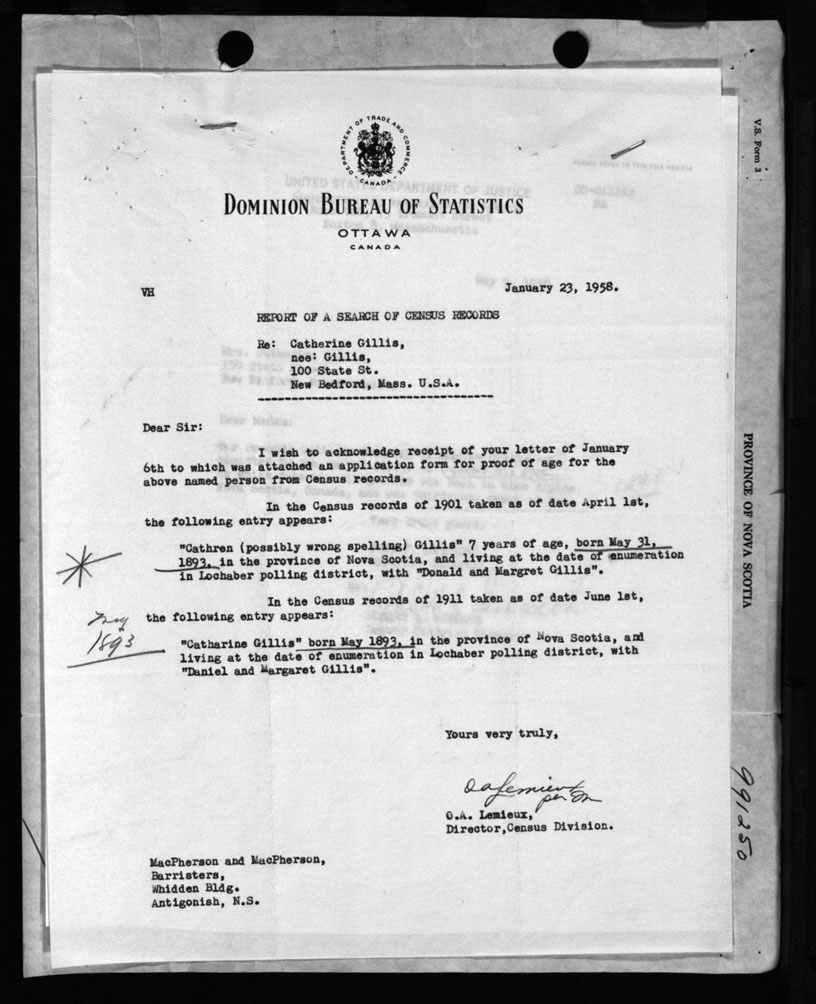 DEPARTMENT OF TRADE AND COMMERCE
CANADA
UNITED STATES DEPARTMENT OF JUSTICE
DOMINION BUREAU OF STATISTICS
OTTAWA
CANADA
VH
January 23, 1958.
REPORT OF A SEARCH OF CENSUS RECORDS
Re: Catherine Gillis,
nee: Gillis,
100 State St.
New Bedford, Mass. U.S.A.
Dear Sir:
I wish to acknowledge receipt of your letter of January
6th to which was attached an application form for proof of age for the
above named person from Census records.
In the Census records of 1901 taken as of date April 1st,
the following entry appears:
"Cathren (possibly wrong spelling) Gillis" 7 years of age, born May 31,
1893, in the province of Nova Scotia, and living at the date of enumeration
in Lochaber polling district, with "Donald and Margret Gillis".
In the Census records of 1911 taken as of date June 1st,
the following entry appears:
May
1893
"Catharine Gillis" born May 1893, in the province of Nova Scotia, and
living at the date of enumeration in Lochaber polling district, with
"Daniel and Margaret Gillis".
Yours very truly,
OALemieux
per
O.A. Lemieux,
Director,Census Division.
MacPherson and MacPherson,
Barristers,
Whidden Bldg.
Antigonish, N.S.
V.S. Form 3
PROVINCE OF NOVA SCOTIA
991250